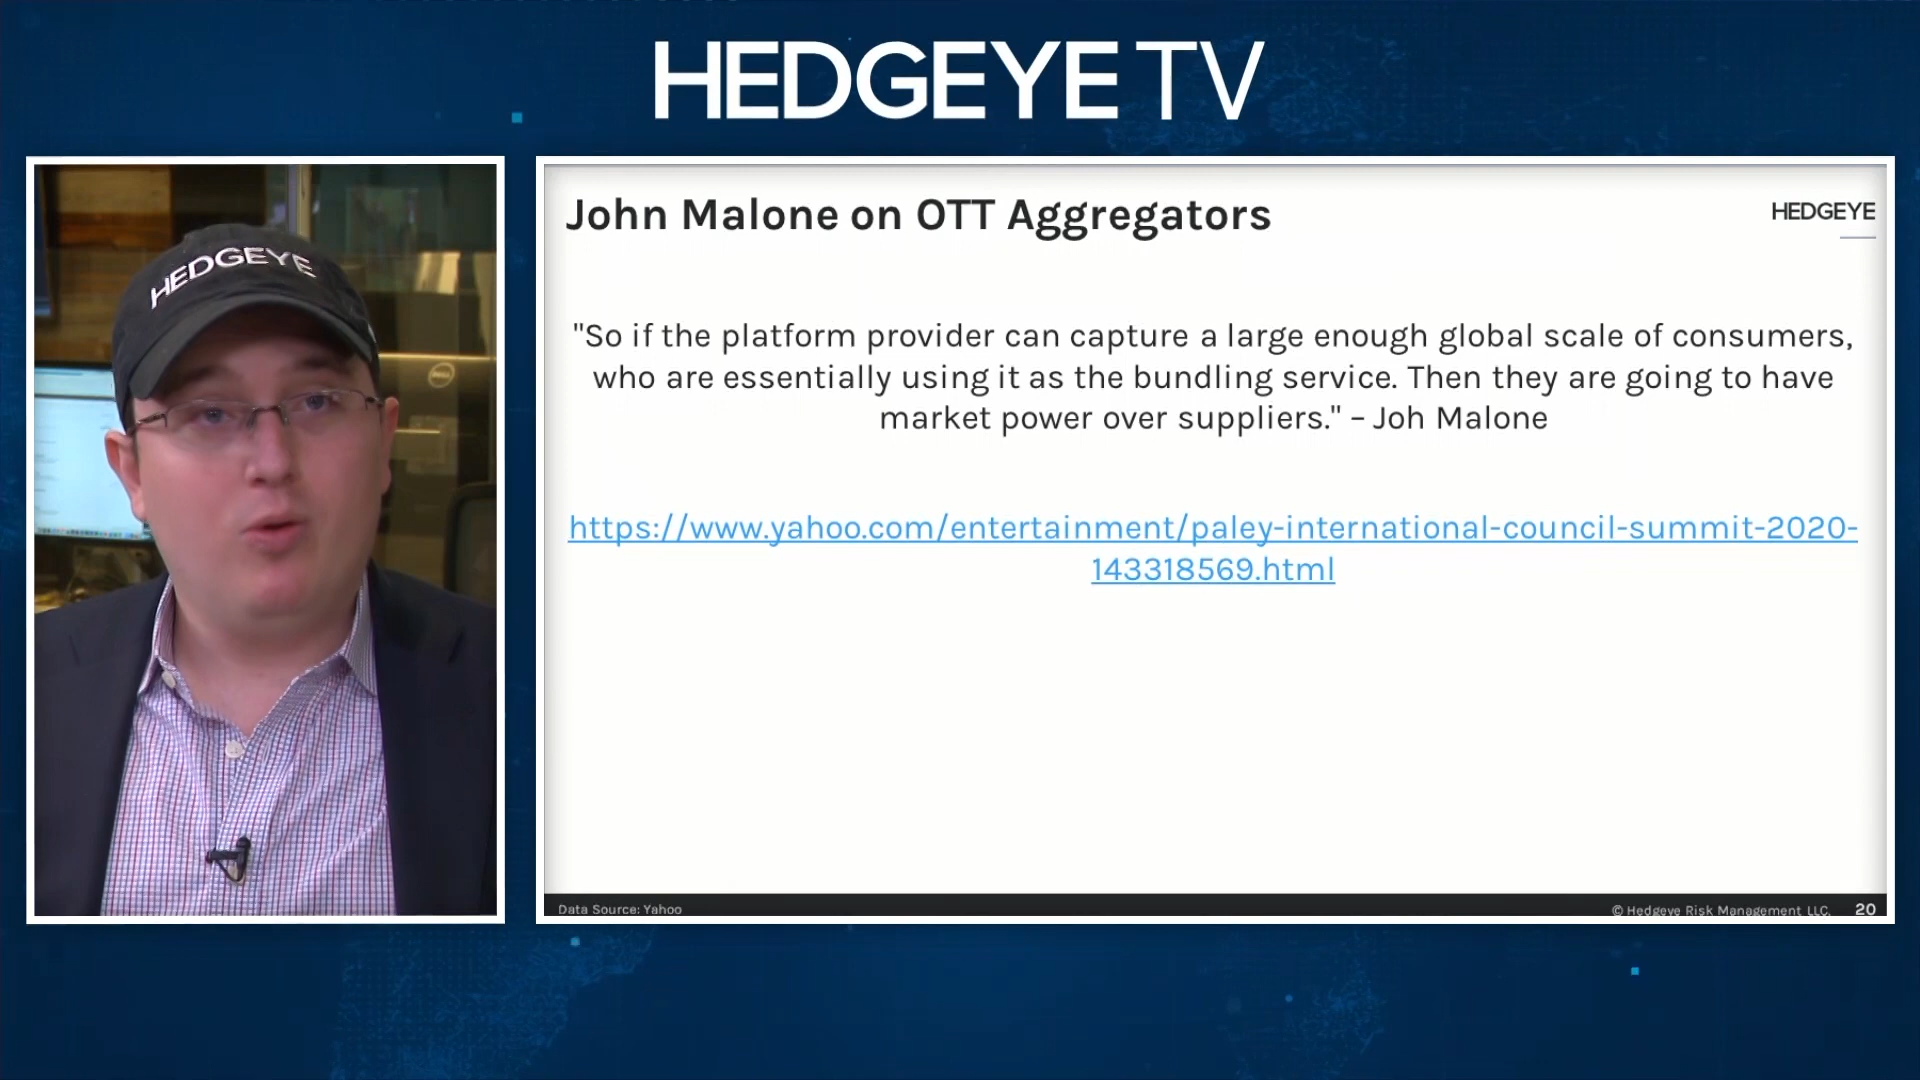 HEDGEYE TV
HEDGEYE
DELL
John Malone on OTT Aggregators
HEDGEYE
"So if the platform provider can capture a large enough global scale of consumers,
who are essentially using it as the bundling service. Then they are going to have
market power over suppliers." – Joh Malone
https://www.yahoo.com/entertainment/paley-international-council-summit-2020-
143318569.html
Data Source: Yahoo
© Hedgeye Risk Management LLC.
20